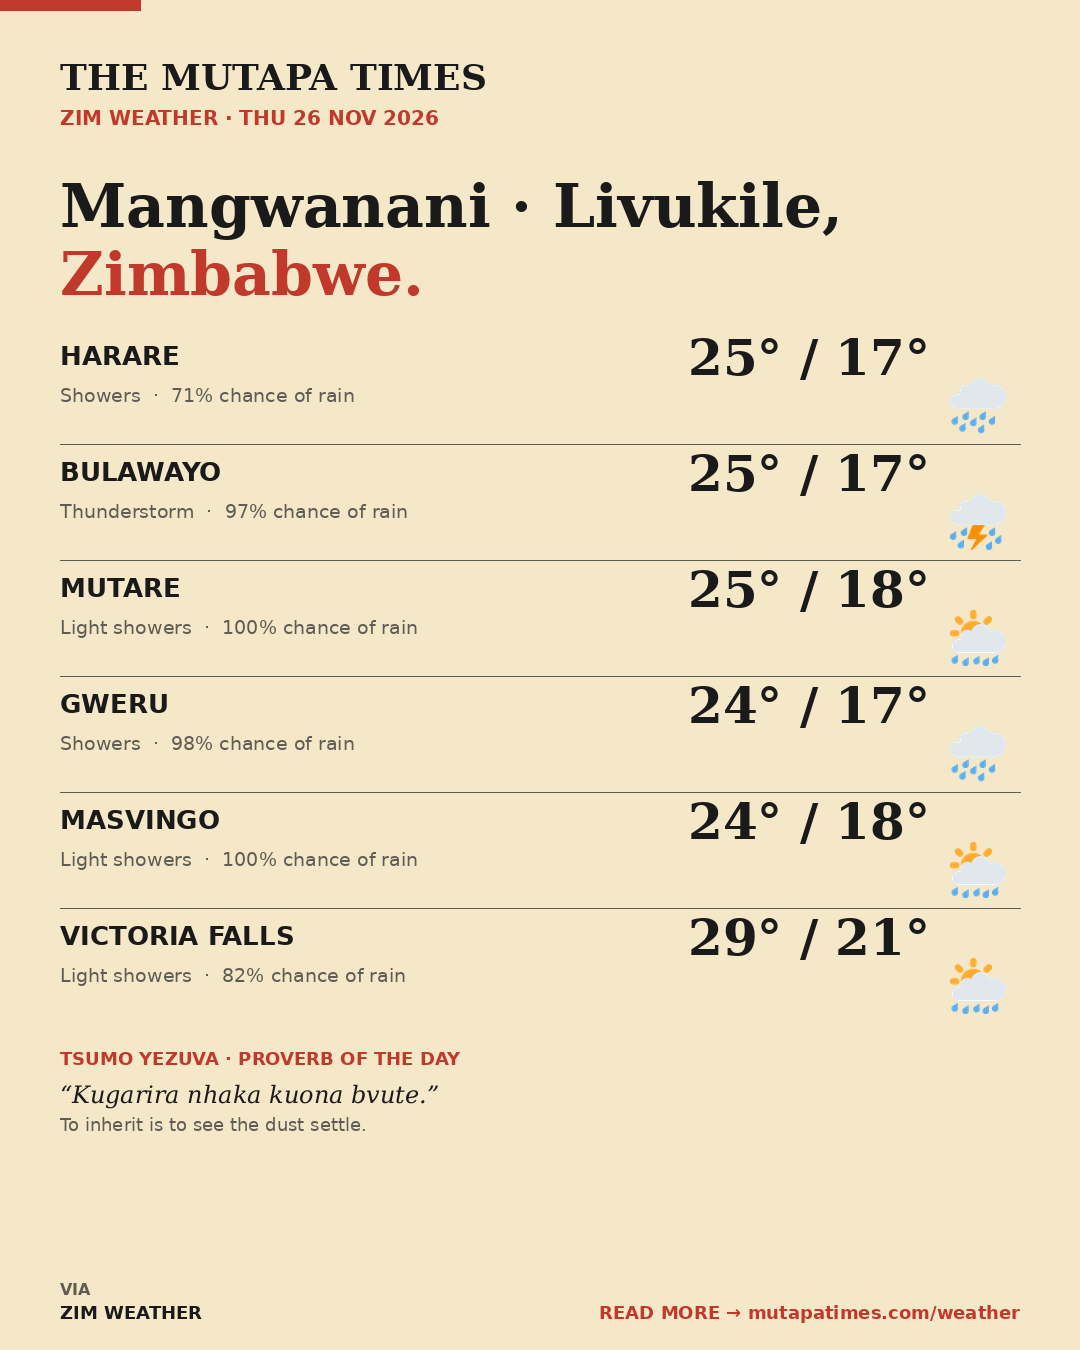 THE MUTAPA TIMES
ZIM WEATHER · THU 26 NOV 2026
Mangwanani · Livukile,
Zimbabwe.
HARARE
25° / 17°
Showers · 71% chance of rain
BULAWAYO
25° / 17°
Thunderstorm · 97% chance of rain
MUTARE
25° / 18°
Light showers · 100% chance of rain
GWERU
24° / 17°
Showers · 98% chance of rain
MASVINGO
24° / 18°
Light showers · 100% chance of rain
VICTORIA FALLS
29° / 21°
Light showers · 82% chance of rain
TSUMO YEZUVA · PROVERB OF THE DAY
“Kugarira nhaka kuona bvute.”
To inherit is to see the dust settle.
VIA
ZIM WEATHER
READ MORE → mutapatimes.com/weather